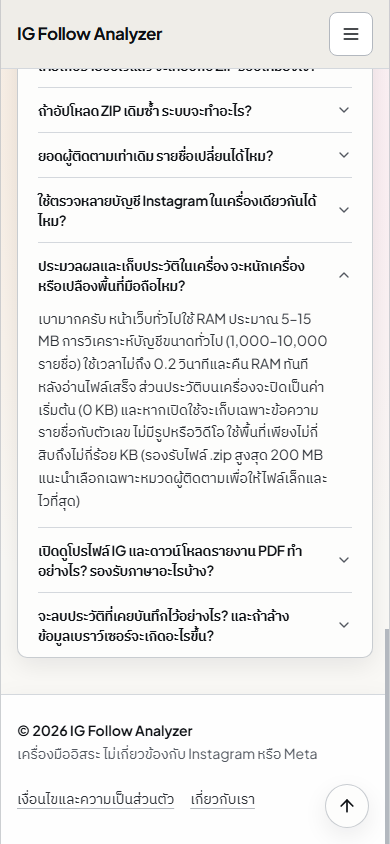 IG Follow Analyzer
ถ้าอัปโหลด ZIP เดิมซ้ำ ระบบจะทำอะไร?
ยอดผู้ติดตามเท่าเดิม รายชื่อเปลี่ยนได้ไหม?
ใช้ตรวจหลายบัญชี Instagram ในเครื่องเดียวกันได้
ไหม?
ประมวลผลและเก็บประวัติในเครื่อง จะหนักเครื่อง
หรือเปลืองพื้นที่มือถือไหม?
เบามากครับ หน้าเว็บทั่วไปใช้ RAM ประมาณ 5–15
MB การวิเคราะห์บัญชีขนาดทั่วไป (1,000–10,000
รายชื่อ) ใช้เวลาไม่ถึง 0.2 วินาทีและคืน RAM ทันที
หลังอ่านไฟล์เสร็จ ส่วนประวัติบนเครื่องจะปิดเป็นค่า
เริ่มต้น (0 KB) และหากเปิดใช้จะเก็บเฉพาะข้อความ
รายชื่อกับตัวเลข ไม่มีรูปหรือวิดีโอ ใช้พื้นที่เพียงไม่กี่
สิบถึงไม่กี่ร้อย KB (รองรับไฟล์ .zip สูงสุด 200 MB
แนะนำเลือกเฉพาะหมวดผู้ติดตามเพื่อให้ไฟล์เล็กและ
ไวที่สุด)
เปิดดูโปรไฟล์ IG และดาวน์โหลดรายงาน PDF ทำ
อย่างไร? รองรับภาษาอะไรบ้าง?
จะลบประวัติที่เคยบันทึกไว้อย่างไร? และถ้าล้าง
ข้อมูลเบราว์เซอร์จะเกิดอะไรขึ้น?
© 2026 IG Follow Analyzer
เครื่องมืออิสระ ไม่เกี่ยวข้องกับ Instagram หรือ Meta
เงื่อนไขและความเป็นส่วนตัว เกี่ยวกับเรา